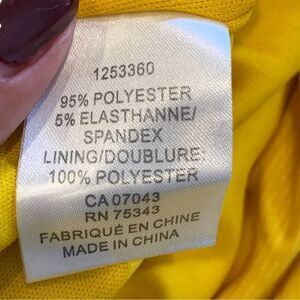 1253360
95% POLYESTER
5% ELASTHANNE/
SPANDEX
LINING/DOUBLURE:
100% POLYESTER
CA 07043
RN 75343
FABRIQUÉ EN CHINE
MADE IN CHINA